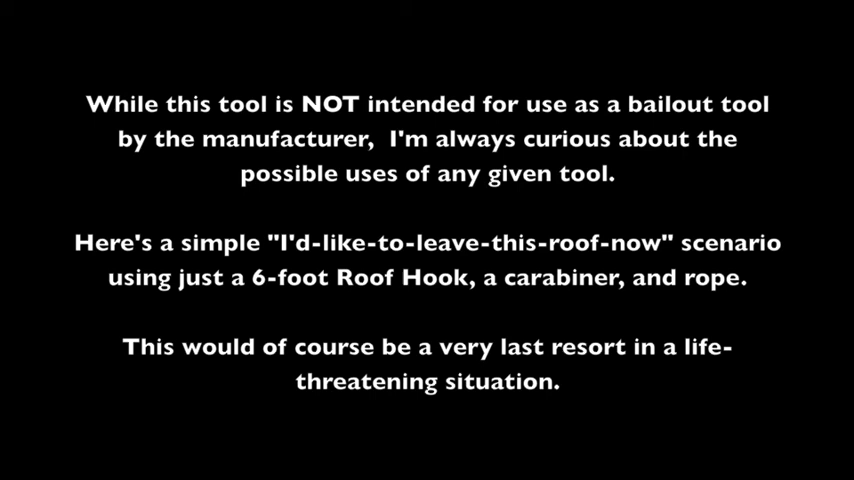 While this tool is NOT intended for use as a bailout tool
by the manufacturer,  I'm always curious about the
possible uses of any given tool.
Here's a simple "I'd-like-to-leave-this-roof-now" scenario
using just a 6-foot Roof Hook, a carabiner, and rope.
This would of course be a very last resort in a life-
threatening situation.